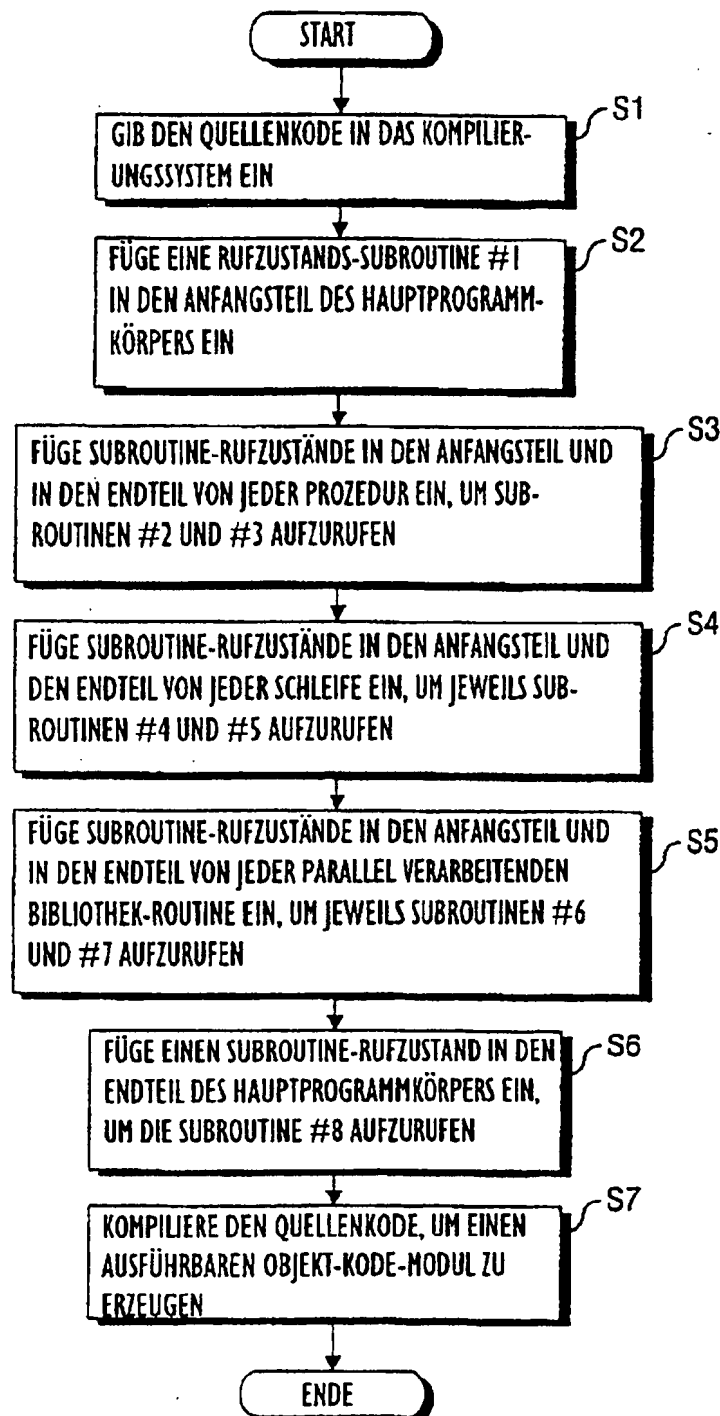 START
S1
GIB DEN QUELLENKODE IN DAS KOMPILIER-
UNGSSYSTEM EIN
S2
FÜGE EINE RUFZUSTANDS-SUBROUTINE #1
IN DEN ANFANGSTEIL DES HAUPTPROGRAMM-
KÖRPERS EIN
S3
FÜGE SUBROUTINE-RUFZUSTÄNDE IN DEN ANFANGSTEIL UND
IN DEN ENDTEIL VON JEDER PROZEDUR EIN, UM SUB-
ROUTINEN #2 UND #3 AUFZURUFEN
S4
FÜGE SUBROUTINE-RUFZUSTÄNDE IN DEN ANFANGSTEIL UND
DEN ENDTEIL VON JEDER SCHLEIFE EIN, UM JEWEILS SUB-
ROUTINEN #4 UND #5 AUFZURUFEN
S5
FÜGE SUBROUTINE-RUFZUSTÄNDE IN DEN ANFANGSTEIL UND
IN DEN ENDTEIL VON JEDER PARALLEL VERARBEITENDEN
BIBLIOTHEK-ROUTINE EIN, UM JEWEILS SUBROUTINEN #6
UND #7 AUFZURUFEN
S6
FÜGE EINEN SUBROUTINE-RUFZUSTAND IN DEN
ENDTEIL DES HAUPTPROGRAMMKÖRPERS EIN,
UM DIE SUBROUTINE #8 AUFZURUFEN
S7
KOMPILIERE DEN QUELLENKODE, UM EINEN
AUSFÜHRBAREN OBJEKT-KODE-MODUL ZU
ERZEUGEN
ENDE